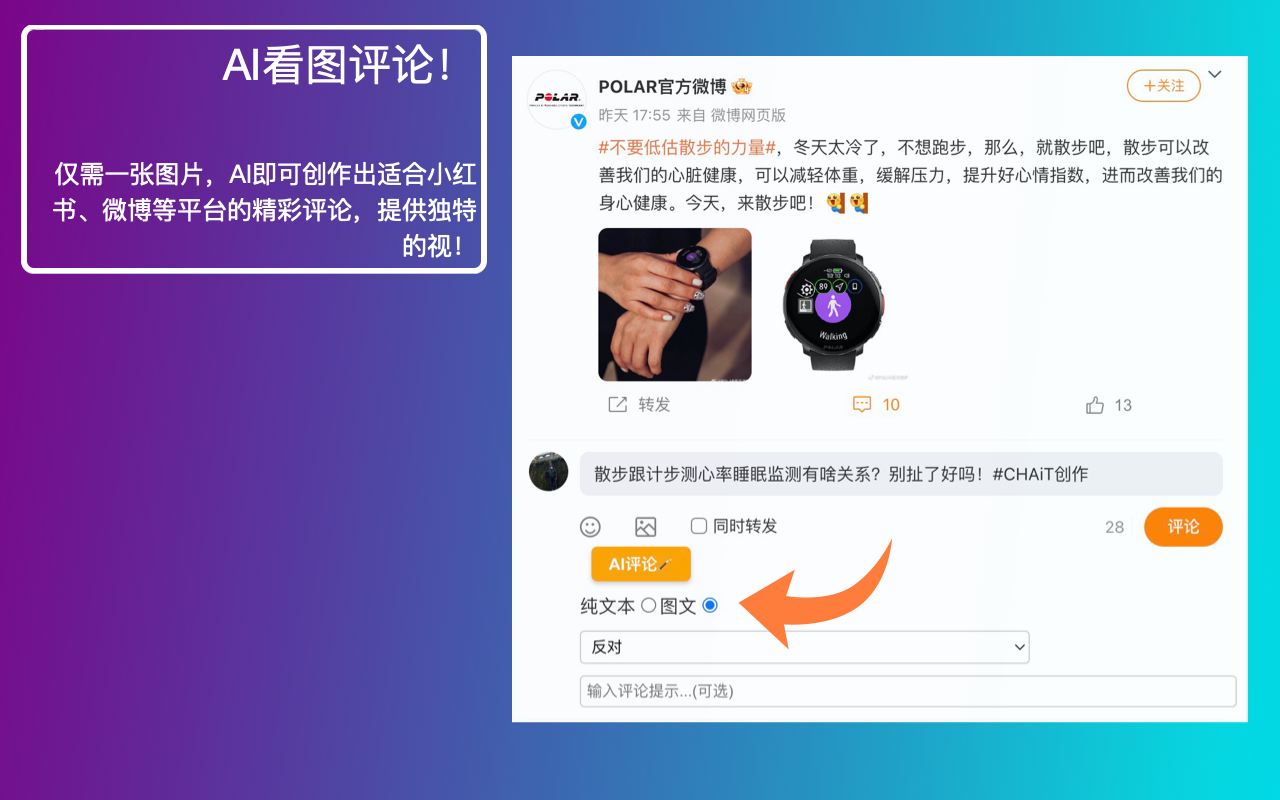 AI看图评论！
仅需一张图片，AI即可创作出适合小红
书、微博等平台的精彩评论，提供独特
的视！
POLAR
POLAR官方微博
+关注
昨天 17:55 来自 微博网页版
#不要低估散步的力量#，冬天太冷了，不想跑步，那么，就散步吧，散步可以改
善我们的心脏健康，可以减轻体重，缓解压力，提升好心情指数，进而改善我们的
身心健康。今天，来散步吧！
89
Walking
POLAR
转发
10
13
散步跟计步测心率睡眠监测有啥关系？别扯了好吗！#CHAiT创作
同时转发
28
评论
AI评论
纯文本 图文
反对
输入评论提示...(可选)